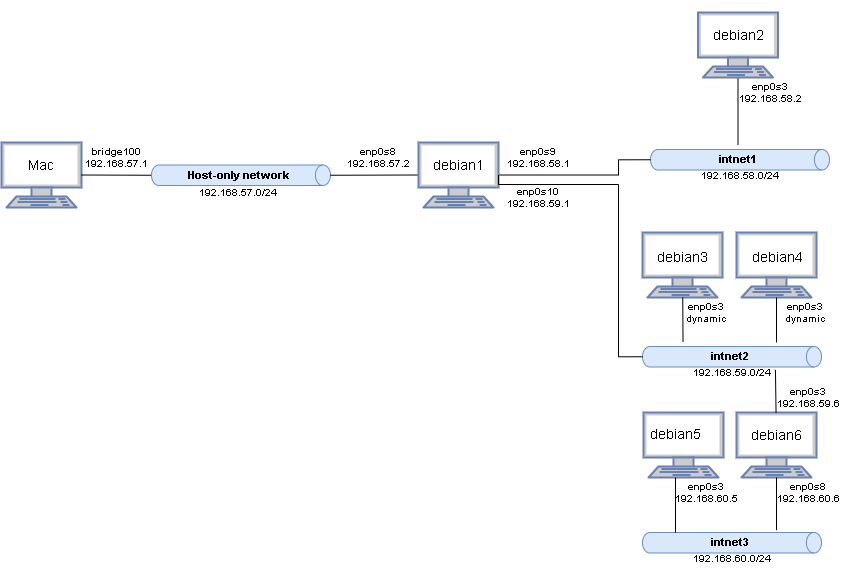 debian2
enp0s3
192.168.58.2
Mac
bridge100
192.168.57.1
Host-only network
192.168.57.0/24
enp0s8
192.168.57.2
debian1
enp0s9
192.168.58.1
enp0s10
192.168.59.1
intnet1
192.168.58.0/24
debian3
debian4
enp0s3
dynamic
enp0s3
dynamic
intnet2
192.168.59.0/24
enp0s3
192.168.59.6
debian5
debian6
enp0s3
192.168.60.5
enp0s8
192.168.60.6
intnet3
192.168.60.0/24